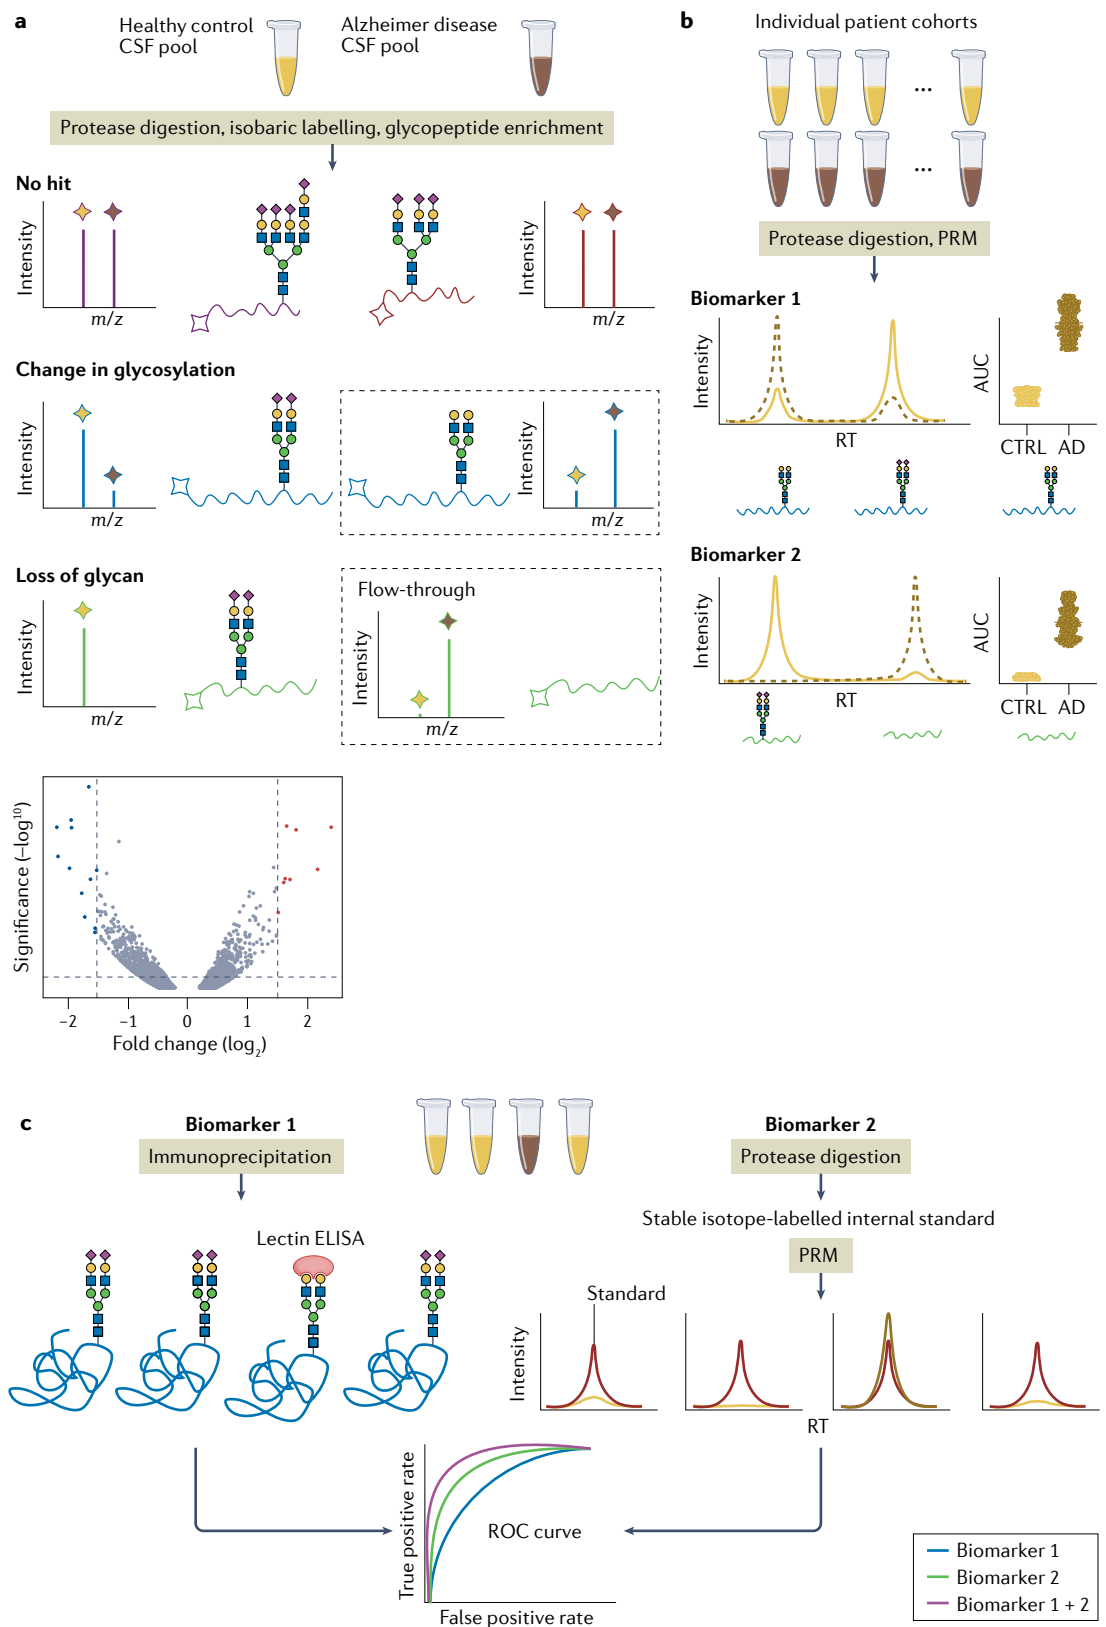 a
Healthy control
CSF pool
Alzheimer disease
CSF pool
Protease digestion, isobaric labelling, glycopeptide enrichment
No hit
Intensity
m/z
Intensity
m/z
Change in glycosylation
Intensity
m/z
Intensity
m/z
Loss of glycan
Intensity
m/z
Flow-through
Intensity
m/z
Significance (–log¹⁰)
−2 −1 0 1 2
Fold change (log₂)
b
Individual patient cohorts
...
...
Protease digestion, PRM
Biomarker 1
Intensity
RT
AUC
CTRL AD
Biomarker 2
Intensity
RT
AUC
CTRL AD
c
Biomarker 1
Immunoprecipitation
Lectin ELISA
Biomarker 2
Protease digestion
Stable isotope-labelled internal standard
PRM
Standard
Intensity
RT
True positive rate
ROC curve
False positive rate
Biomarker 1
Biomarker 2
Biomarker 1 + 2